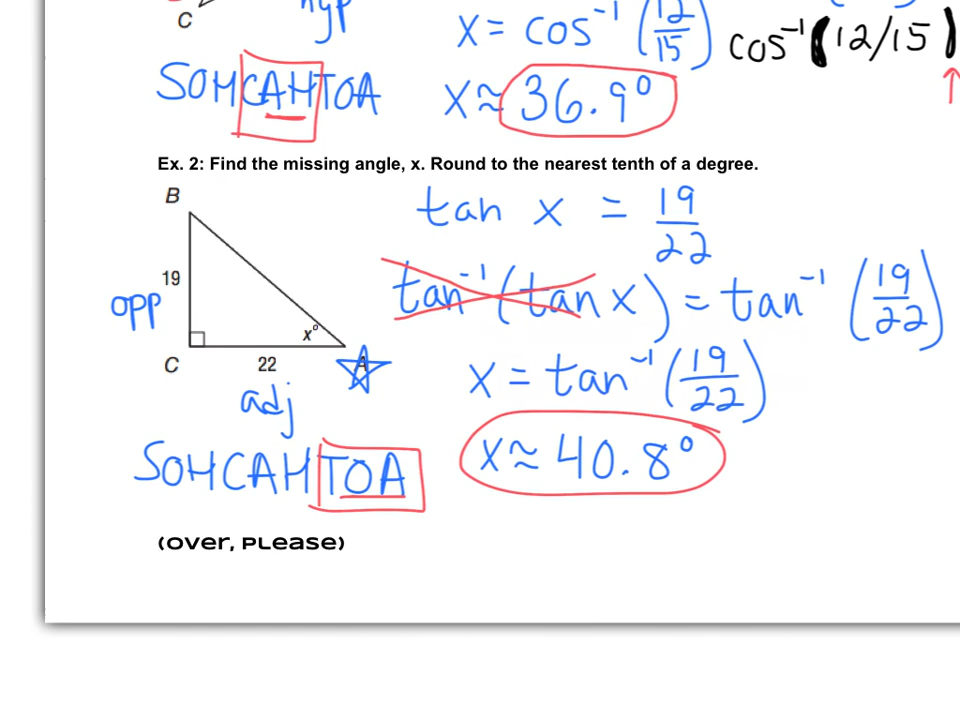 C
hyp
x = cos⁻¹ (12/15)
cos⁻¹(12/15)
SOHCAHTOA
x ≈ 36.9°
Ex. 2: Find the missing angle, x. Round to the nearest tenth of a degree.
B
tan x = 19/22
19
opp
x°
tan⁻¹(tan x) = tan⁻¹ (19/22)
C
22
A
adj
x = tan⁻¹ (19/22)
SOHCAHTOA
x ≈ 40.8°
(over, please)